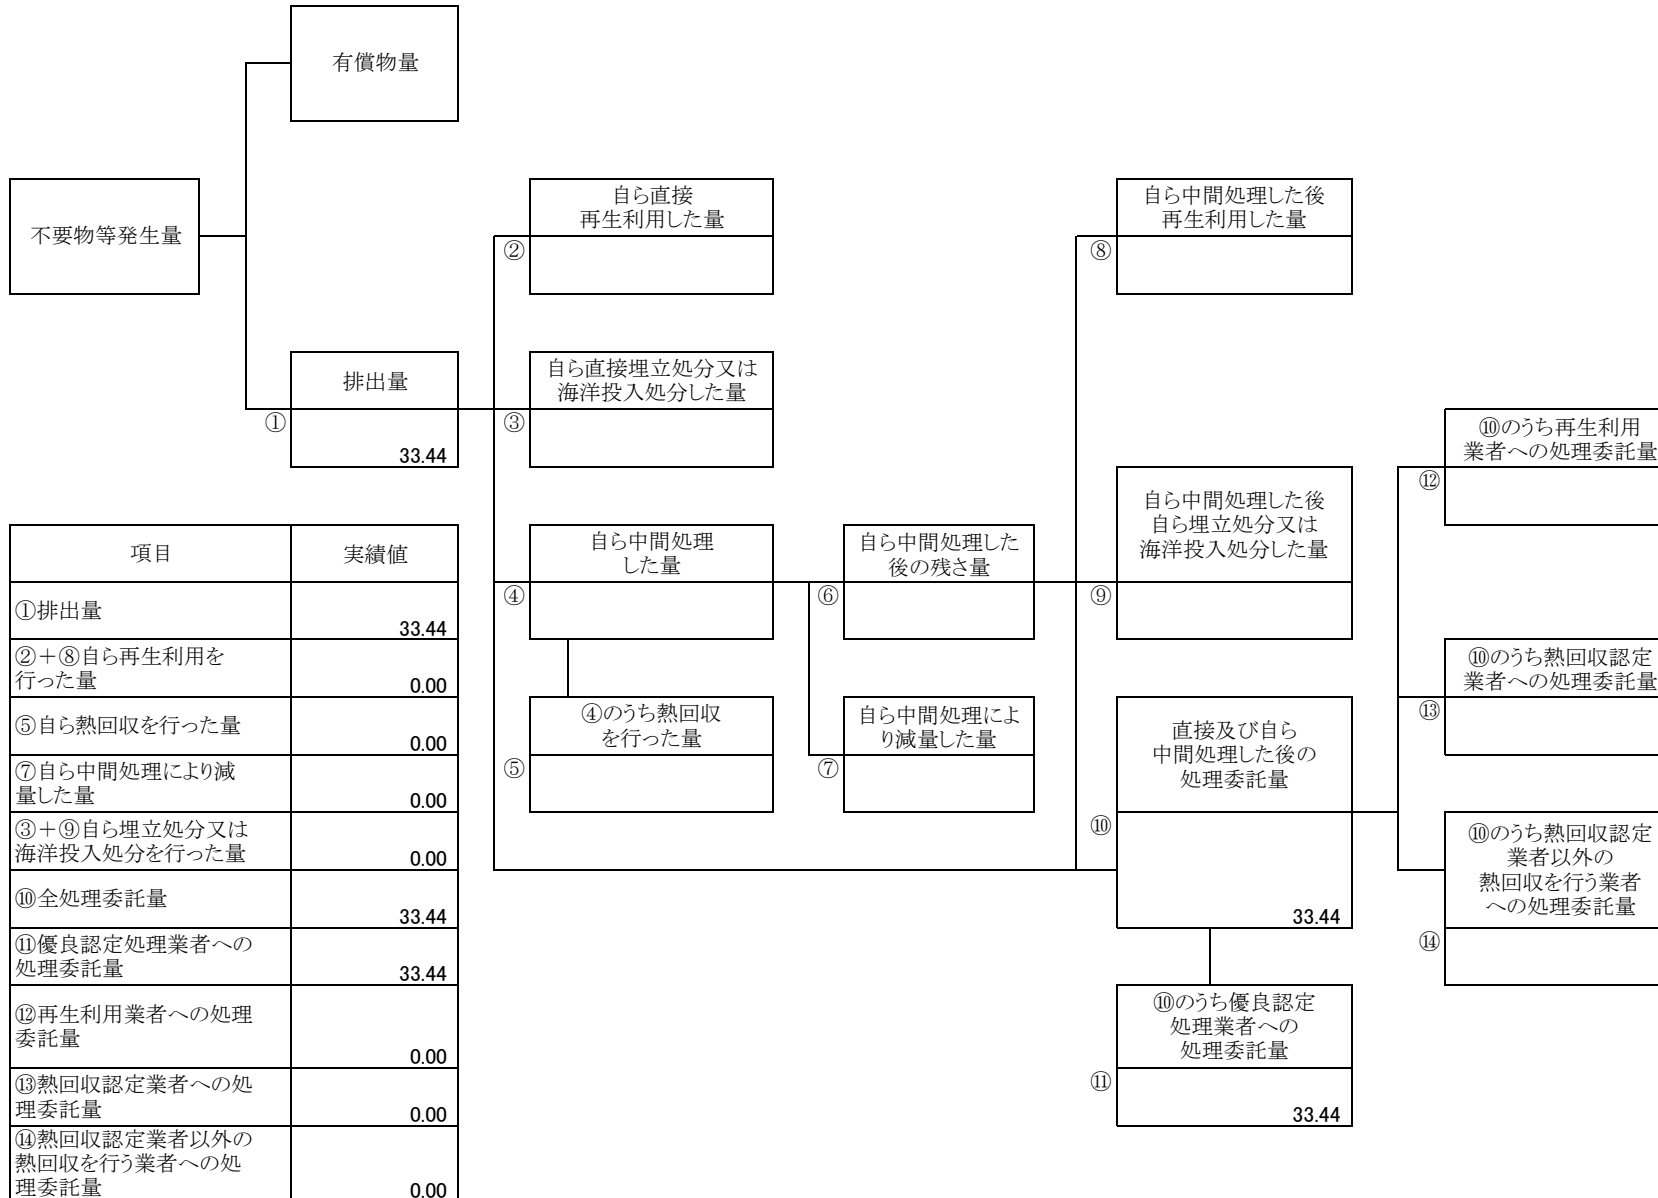 有償物量
不要物等発生量
排出量
①
33.44
自ら直接
再生利用した量
②
自ら直接埋立処分又は
海洋投入処分した量
③
自ら中間処理
した量
④
④のうち熱回収
を行った量
⑤
自ら中間処理した
後の残さ量
⑥
自ら中間処理によ
り減量した量
⑦
自ら中間処理した後
再生利用した量
⑧
自ら中間処理した後
自ら埋立処分又は
海洋投入処分した量
⑨
直接及び自ら
中間処理した後の
処理委託量
⑩
33.44
⑩のうち優良認定
処理業者への
処理委託量
⑪
33.44
⑩のうち再生利用
業者への処理委託量
⑫
⑩のうち熱回収認定
業者への処理委託量
⑬
⑩のうち熱回収認定
業者以外の
熱回収を行う業者
への処理委託量
⑭
項目 実績値
①排出量 33.44
②＋⑧自ら再生利用を
行った量 0.00
⑤自ら熱回収を行った量 0.00
⑦自ら中間処理により減
量した量 0.00
③＋⑨自ら埋立処分又は
海洋投入処分を行った量 0.00
⑩全処理委託量 33.44
⑪優良認定処理業者への
処理委託量 33.44
⑫再生利用業者への処理
委託量 0.00
⑬熱回収認定業者への処
理委託量 0.00
⑭熱回収認定業者以外の
熱回収を行う業者への処
理委託量 0.00